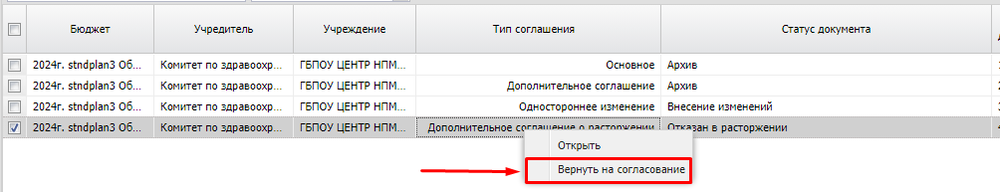 Бюджет Учредитель Учреждение Тип соглашения Статус документа
2024г. stndplan3 Об... Комитет по здравоохр... ГБПОУ ЦЕНТР НПМ... Основное Архив
2024г. stndplan3 Об... Комитет по здравоохр... ГБПОУ ЦЕНТР НПМ... Дополнительное соглашение Архив
2024г. stndplan3 Об... Комитет по здравоохр... ГБПОУ ЦЕНТР НПМ... Одностороннее изменение Внесение изменений
2024г. stndplan3 Об... Комитет по здравоохр... ГБПОУ ЦЕНТР НПМ... Дополнительное соглашение о расторжении Отказан в расторжении
Открыть
Вернуть на согласование